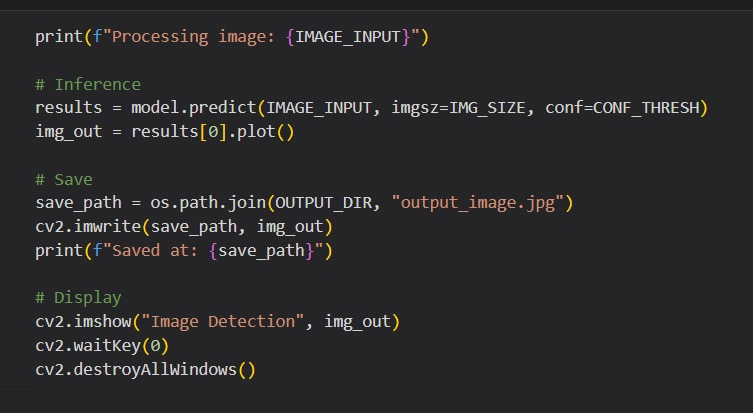 print(f"Processing image: {IMAGE_INPUT}")
# Inference
results = model.predict(IMAGE_INPUT, imgsz=IMG_SIZE, conf=CONF_THRESH)
img_out = results[0].plot()
# Save
save_path = os.path.join(OUTPUT_DIR, "output_image.jpg")
cv2.imwrite(save_path, img_out)
print(f"Saved at: {save_path}")
# Display
cv2.imshow("Image Detection", img_out)
cv2.waitKey(0)
cv2.destroyAllWindows()